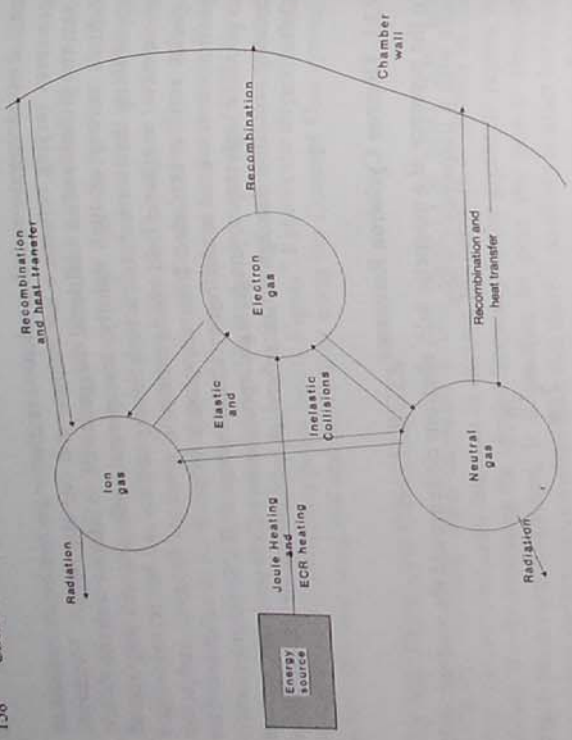 158
Energy
source
Joule Heating
and
ECR heating
Radiation
Ion
gas
Recombination
and heat transfer
Elastic
and
Inelastic
Collisions
Electron
gas
Recombination
Chamber
wall
Neutral
gas
Radiation
Recombination and
heat transfer